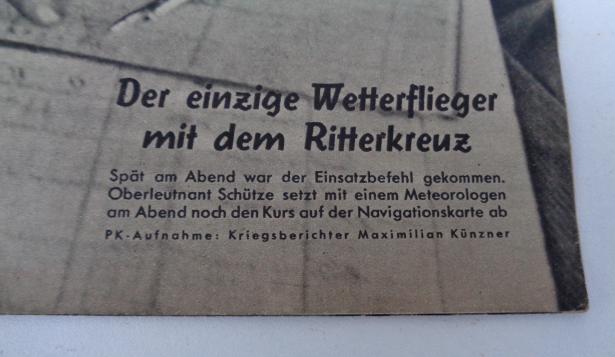 Der einzige Wetterflieger
mit dem Ritterkreuz
Spät am Abend war der Einsatzbefehl gekommen.
Oberleutnant Schütze setzt mit einem Meteorologen
am Abend noch den Kurs auf der Navigationskarte ab
PK-Aufnahme: Kriegsberichter Maximilian Künzner